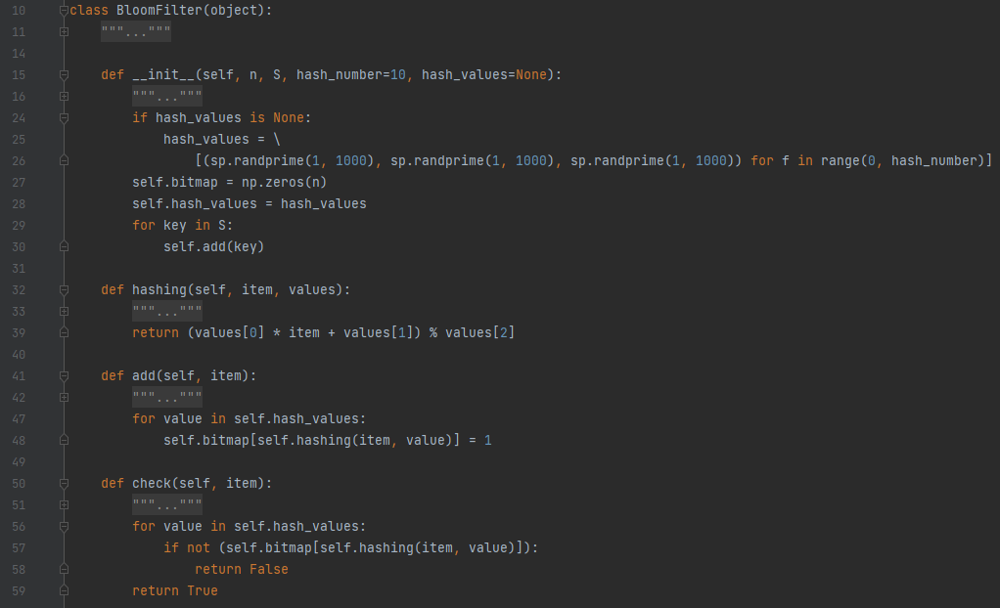 10 class BloomFilter(object):
11     """..."""
14
15     def __init__(self, n, S, hash_number=10, hash_values=None):
16         """..."""
24         if hash_values is None:
25             hash_values = \
26                 [(sp.randprime(1, 1000), sp.randprime(1, 1000), sp.randprime(1, 1000)) for f in range(0, hash_number)]
27         self.bitmap = np.zeros(n)
28         self.hash_values = hash_values
29         for key in S:
30             self.add(key)
31
32     def hashing(self, item, values):
33         """..."""
39         return (values[0] * item + values[1]) % values[2]
40
41     def add(self, item):
42         """..."""
47         for value in self.hash_values:
48             self.bitmap[self.hashing(item, value)] = 1
49
50     def check(self, item):
51         """..."""
56         for value in self.hash_values:
57             if not (self.bitmap[self.hashing(item, value)]):
58                 return False
59         return True